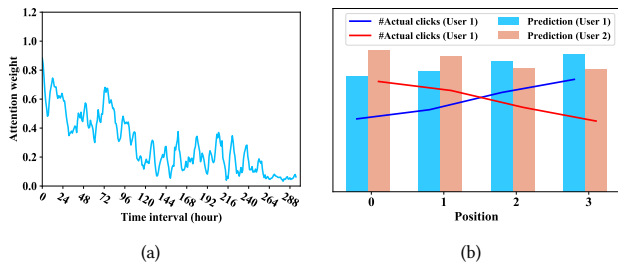 1.2
1.0
0.8
0.6
0.4
0.2
0.0
Attention weight
0 24 48 72 96 120 144 168 192 216 240 264 288
Time interval (hour)
(a)
#Actual clicks (User 1) Prediction (User 1)
#Actual clicks (User 1) Prediction (User 2)
0 1 2 3
Position
(b)